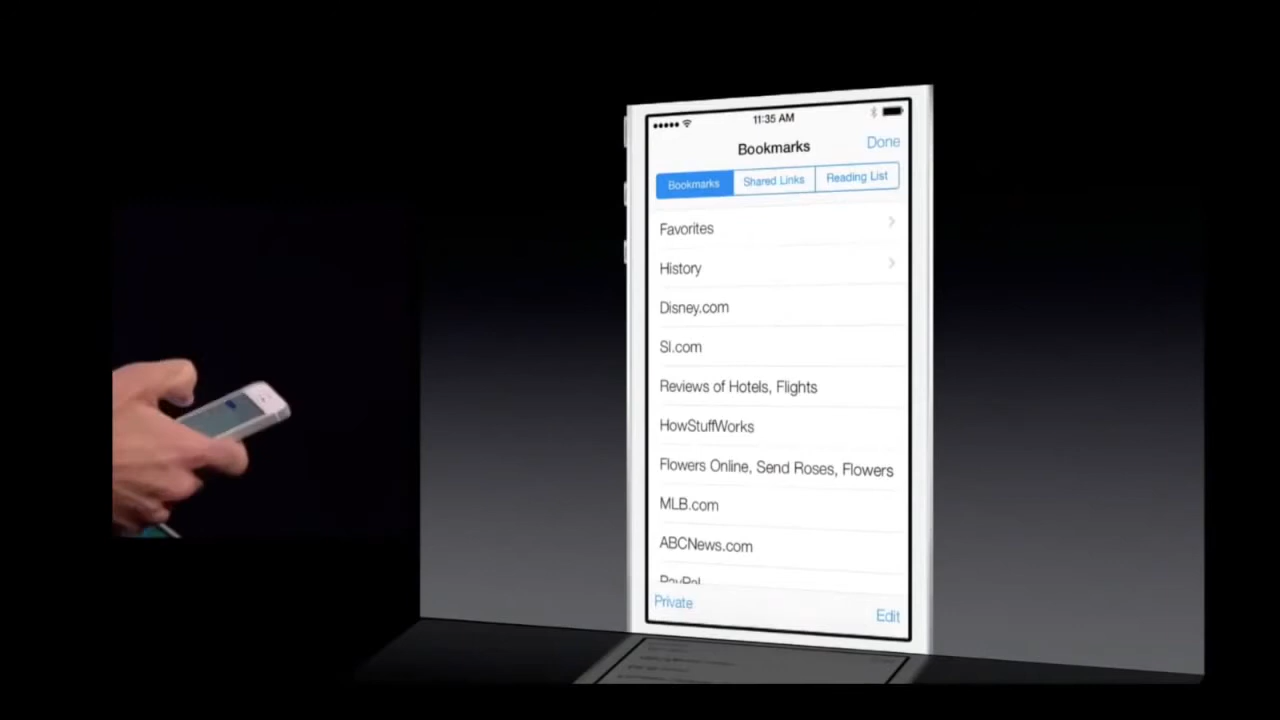 11:35 AM
Bookmarks
Done
Bookmarks
Shared Links
Reading List
Favorites
History
Disney.com
SI.com
Reviews of Hotels, Flights
HowStuffWorks
Flowers Online, Send Roses, Flowers
MLB.com
ABCNews.com
PayPal
Private
Edit